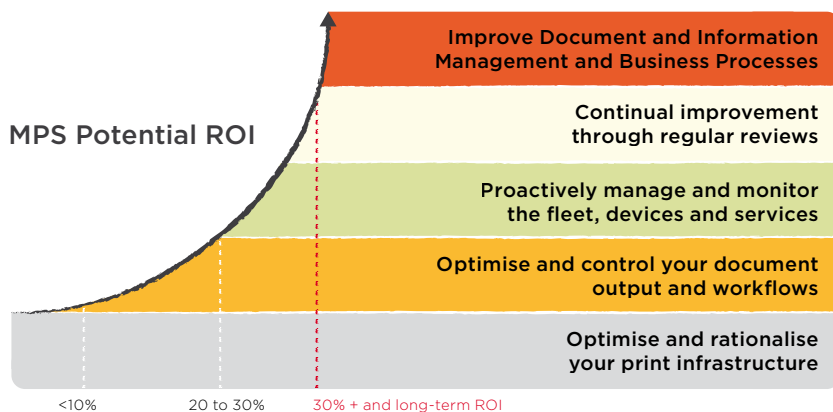 Improve Document and Information
Management and Business Processes
MPS Potential ROI
Continual improvement
through regular reviews
Proactively manage and monitor
the fleet, devices and services
Optimise and control your document
output and workflows
Optimise and rationalise
your print infrastructure
<10%
20 to 30%
30% + and long-term ROI